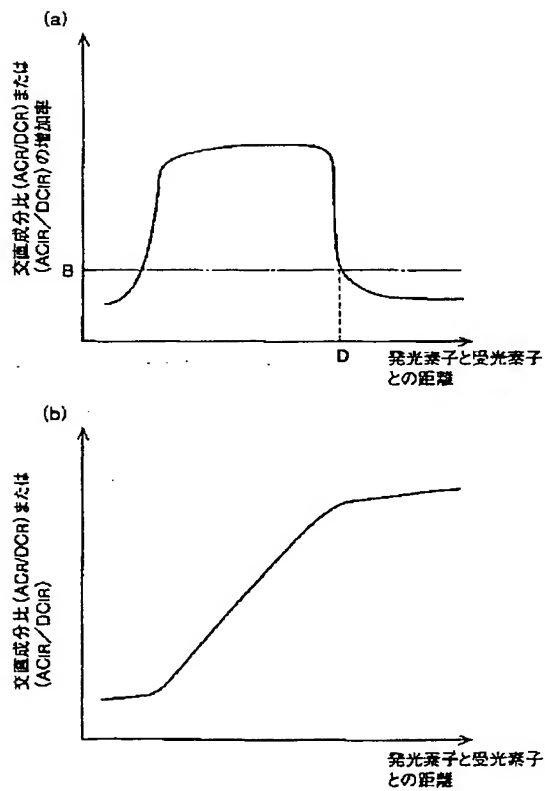 (a)
交直成分比(ACR/DCR)または
(ACIR/DCIR)の増加率
B
D
発光素子と受光素子
との距離
(b)
交直成分比(ACR/DCR)または
(ACIR/DCIR)
発光素子と受光素子
との距離